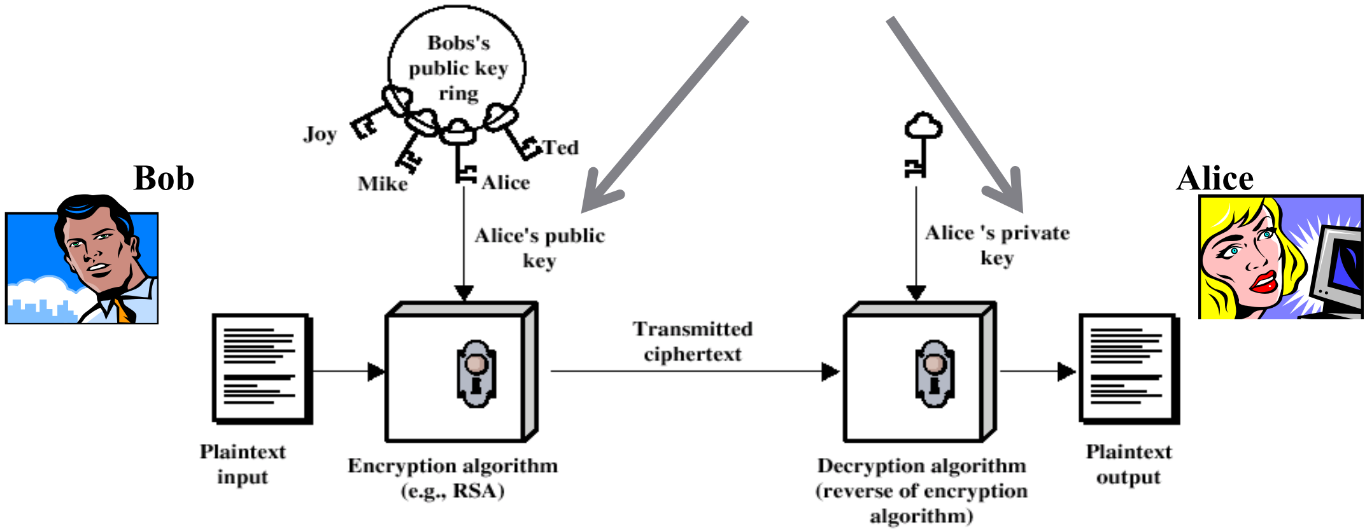 Bobs's
public key
ring
Joy
Ted
Mike
Alice
Bob
Alice
Alice's public
key
Alice 's private
key
Transmitted
ciphertext
Plaintext
input
Encryption algorithm
(e.g., RSA)
Decryption algorithm
(reverse of encryption
algorithm)
Plaintext
output